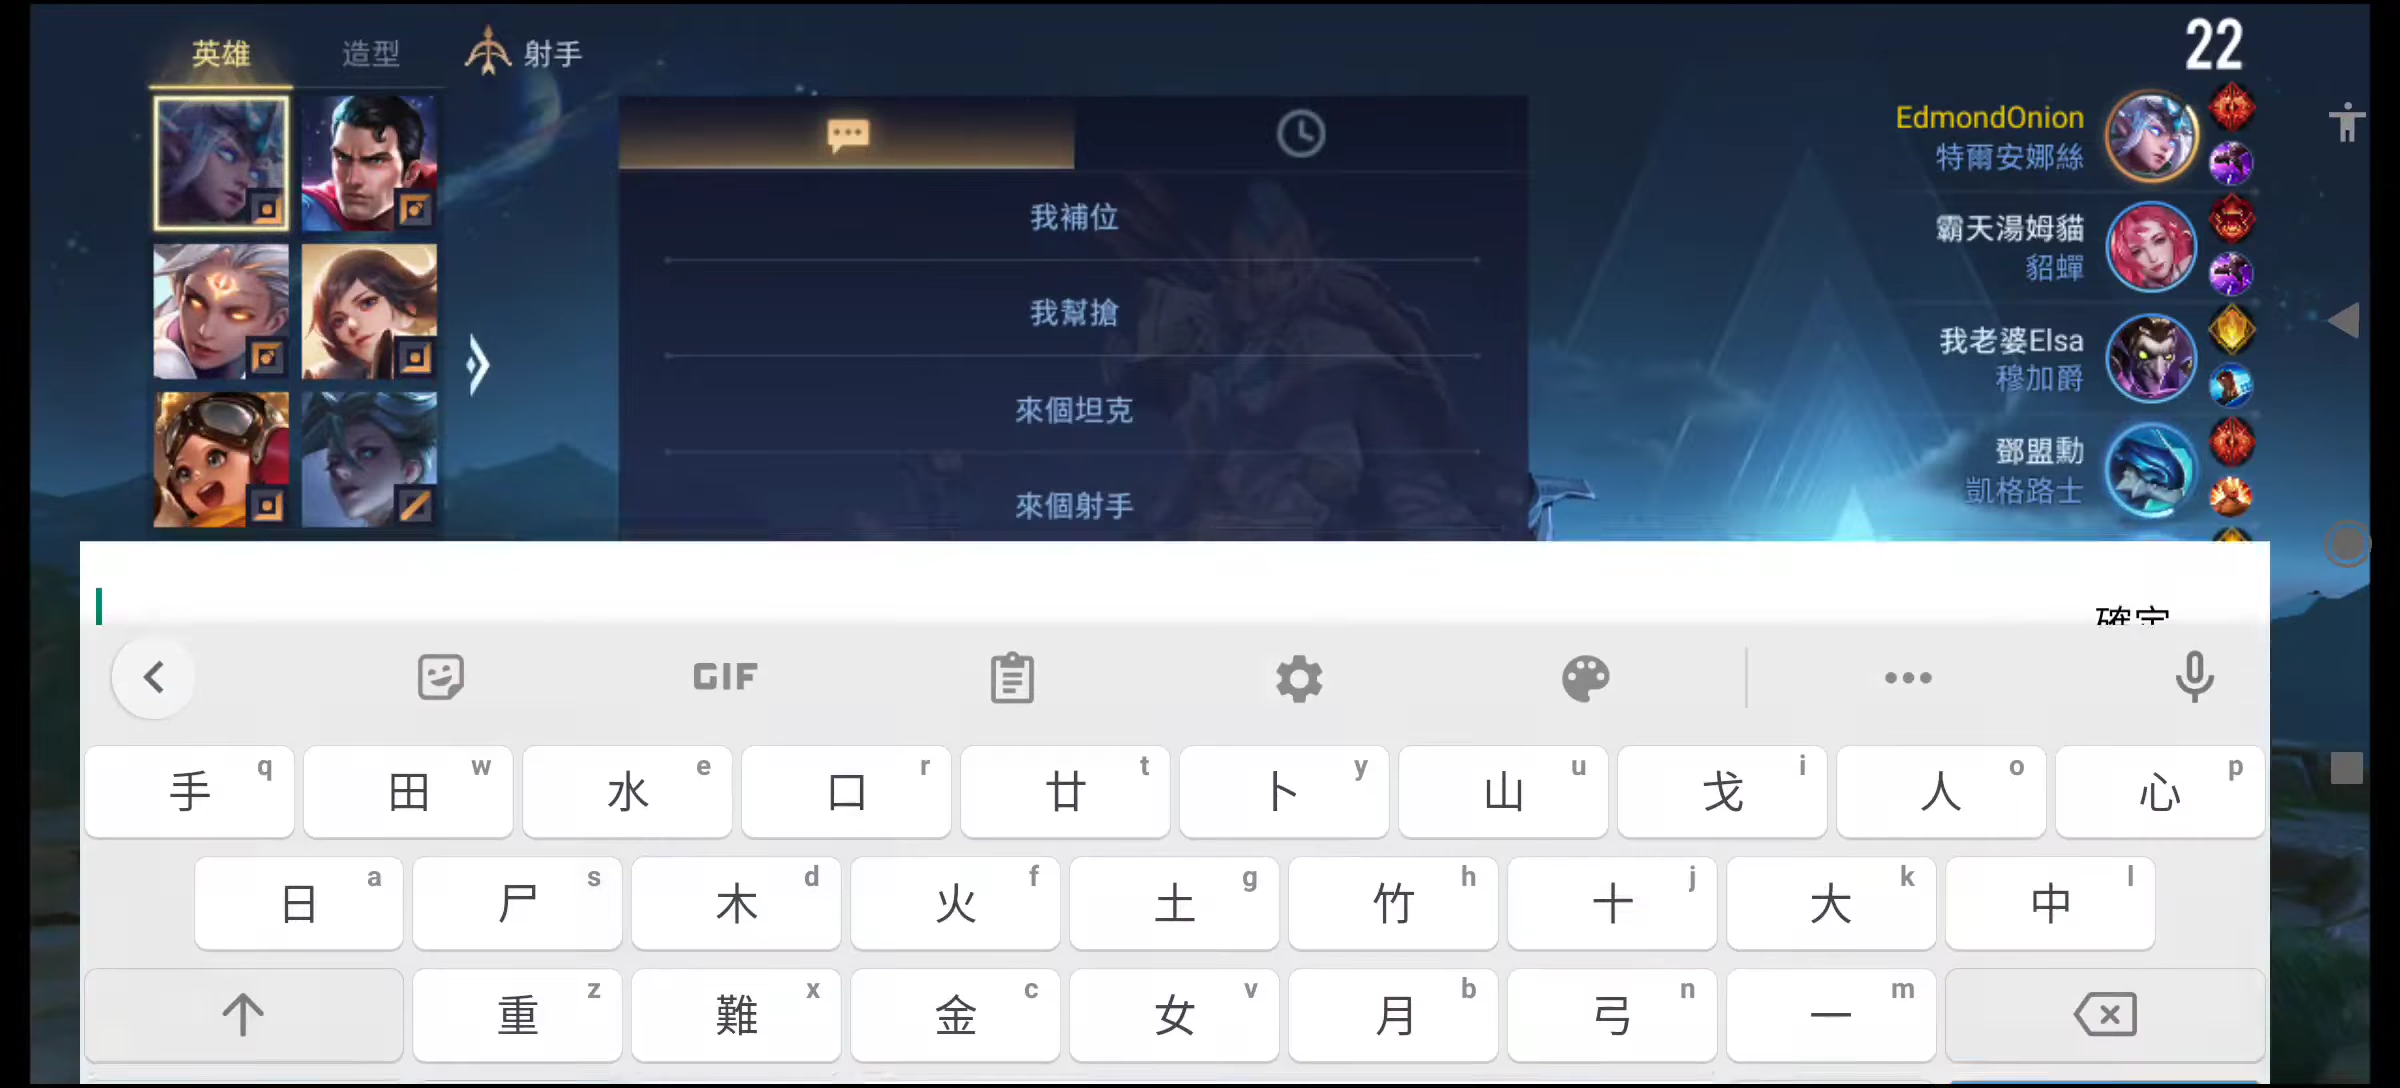 英雄
造型
射手
22
EdmondOnion
特爾安娜絲
霸天湯姆貓
貂蟬
我老婆Elsa
穆加爵
鄧盟勳
凱格路士
我補位
我幫搶
來個坦克
來個射手
確定
GIF
手 q 田 w 水 e 口 r 廿 t 卜 y 山 u 戈 i 人 o 心 p
日 a 尸 s 木 d 火 f 土 g 竹 h 十 j 大 k 中 l
重 z 難 x 金 c 女 v 月 b 弓 n 一 m